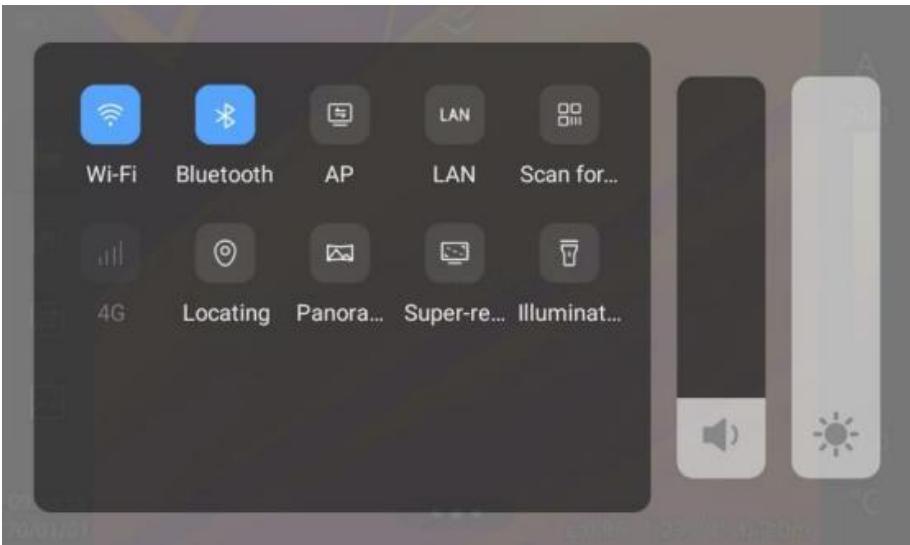 LAN
Wi-Fi
Bluetooth
AP
LAN
Scan for...
4G
Locating
Panora...
Super-re...
Illuminat...
°C